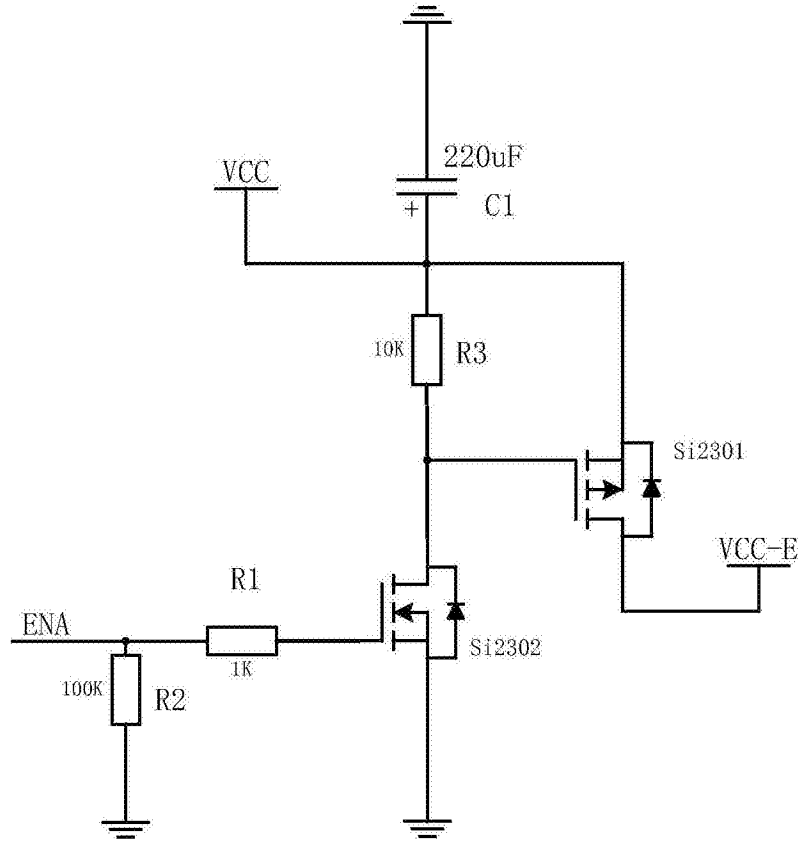 220uF
VCC
+
C1
10K
R3
Si2301
VCC-E
R1
ENA
Si2302
1K
100K
R2